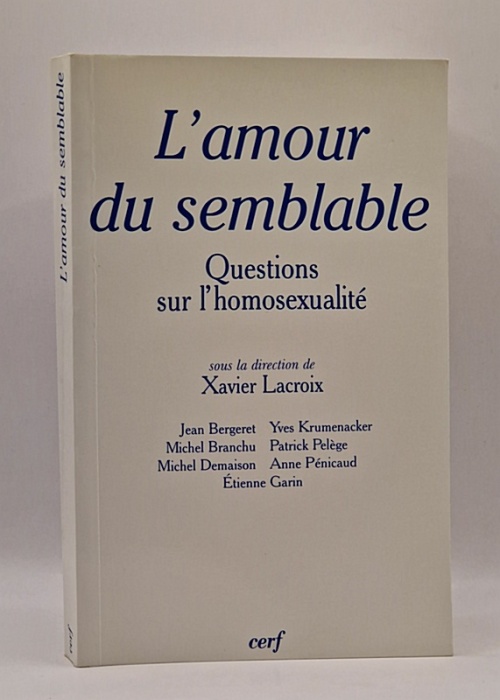 L'amour
du semblable
Questions
sur l'homosexualité
sous la direction de
Xavier Lacroix
Jean Bergeret Yves Krumenacker
Michel Branchu Patrick Pelège
Michel Demaison Anne Pénicaud
Étienne Garin
cerf
L'amour du semblable
cerf